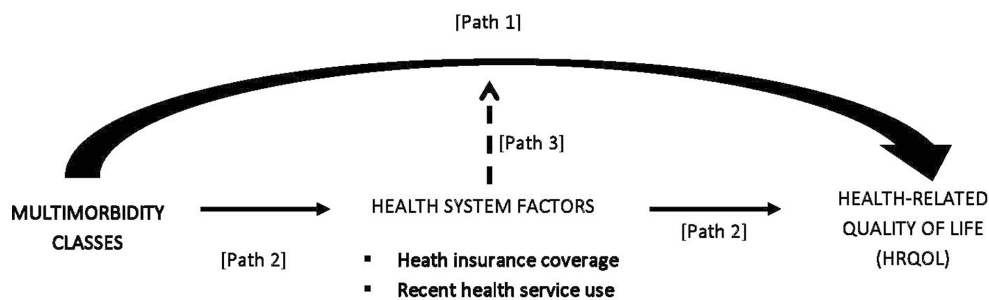 [Path 1]
[Path 3]
MULTIMORBIDITY
CLASSES
HEALTH SYSTEM FACTORS
HEALTH-RELATED
QUALITY OF LIFE
(HRQOL)
[Path 2]
[Path 2]
▪ Heath insurance coverage
▪ Recent health service use